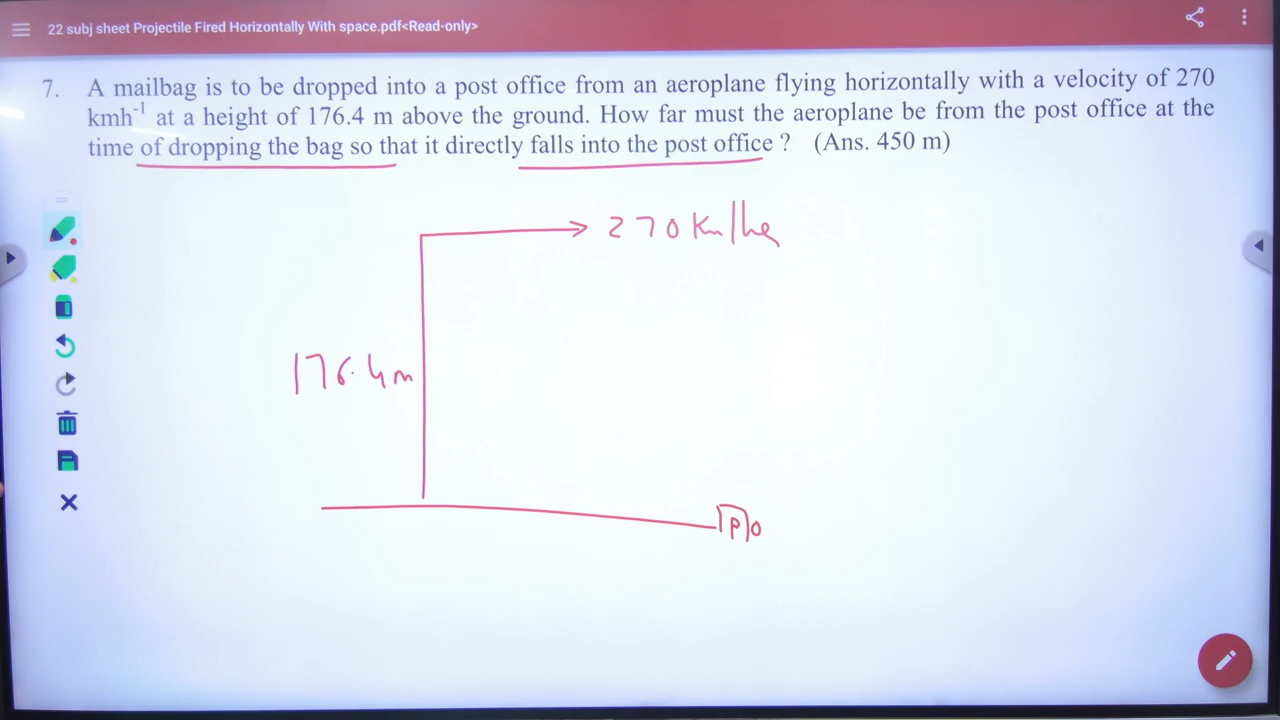 22 subj sheet Projectile Fired Horizontally With space.pdf<Read-only>
7. A mailbag is to be dropped into a post office from an aeroplane flying horizontally with a velocity of 270
kmh⁻¹ at a height of 176.4 m above the ground. How far must the aeroplane be from the post office at the
time of dropping the bag so that it directly falls into the post office ? (Ans. 450 m)
270 Km/hr
176.4m
P/o